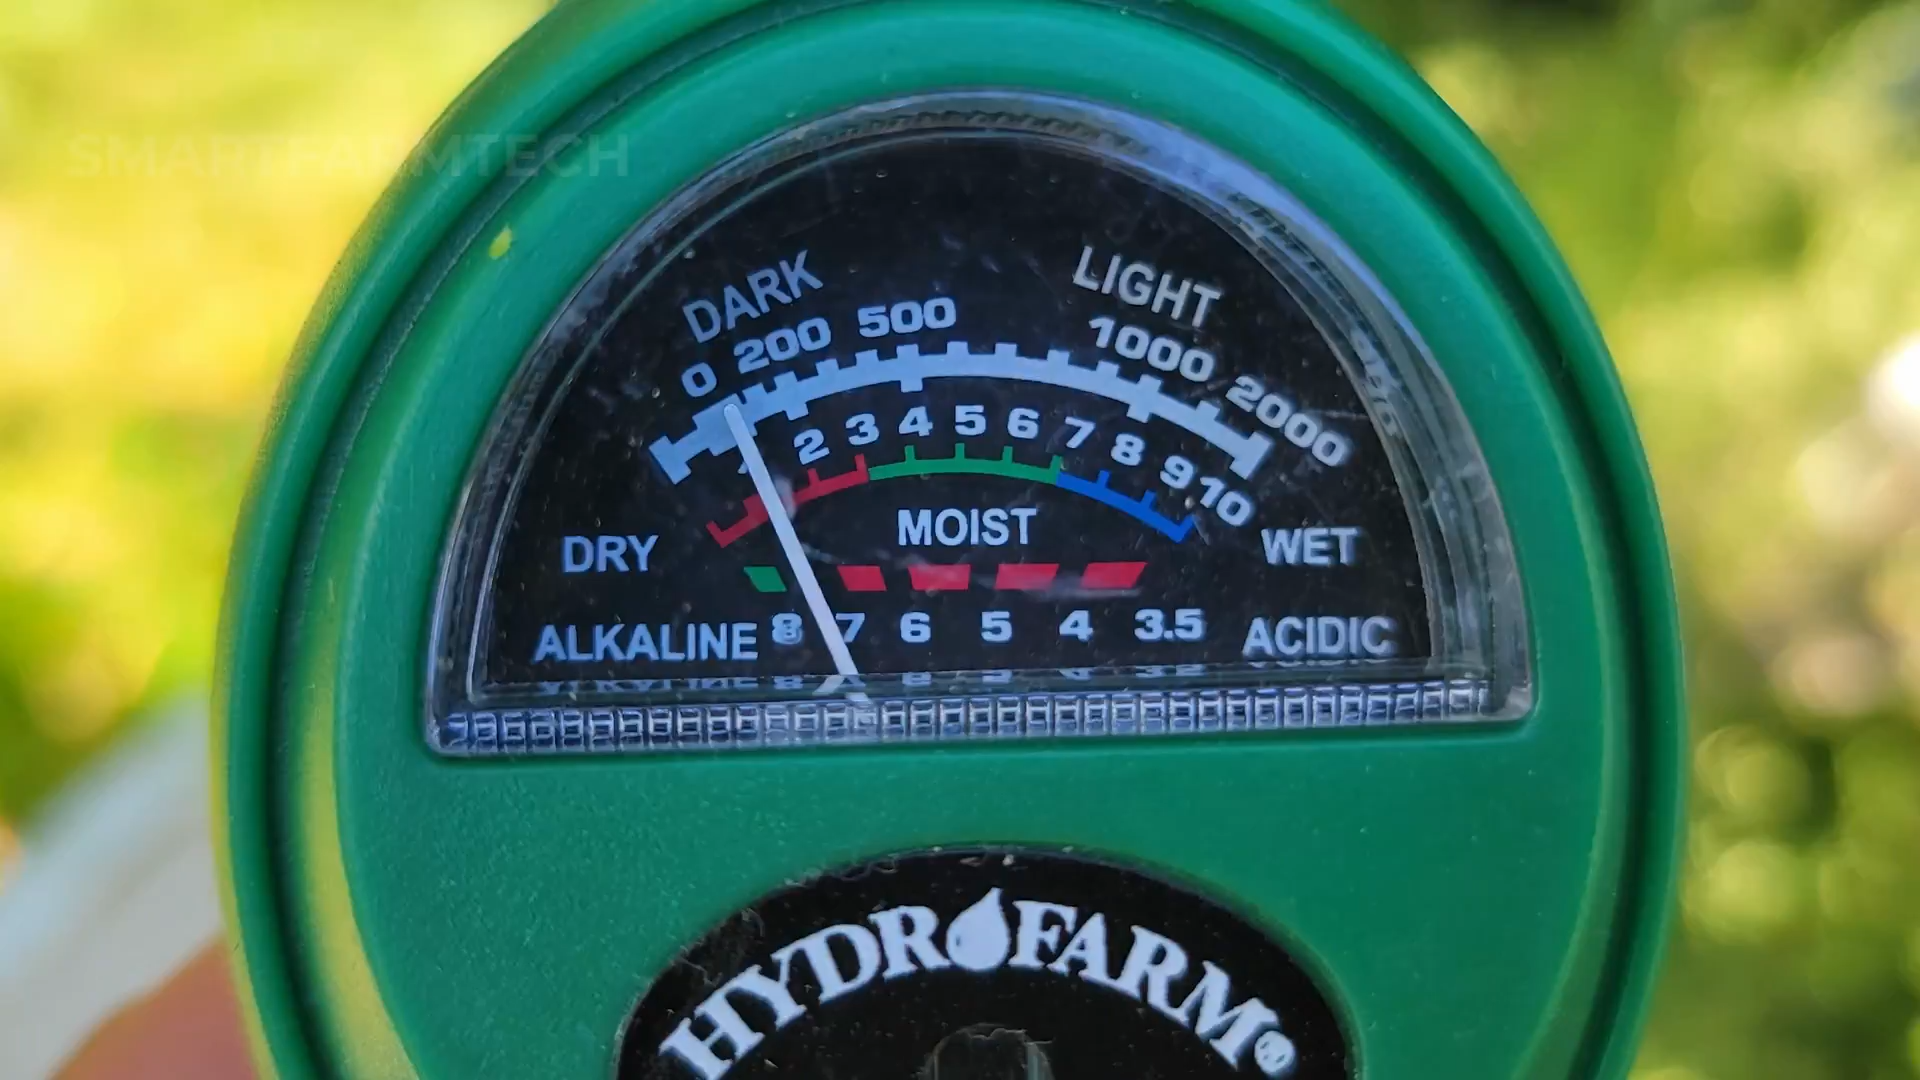 SMARTFARMTECH
DARK LIGHT
0 200 500 1000 2000
2 3 4 5 6 7 8 9 10
DRY MOIST WET
ALKALINE 8 7 6 5 4 3.5 ACIDIC
HYDROFARM®